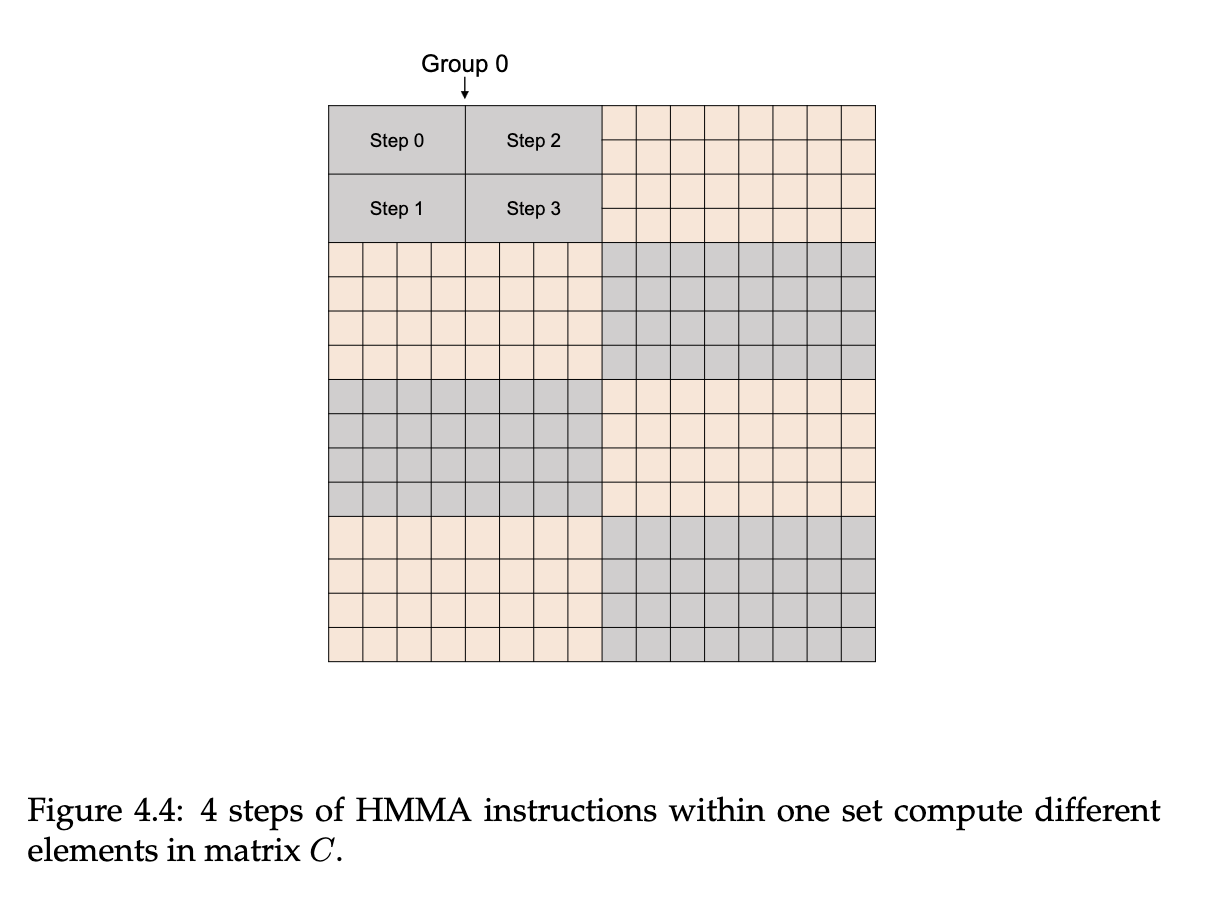 Group 0
Step 0
Step 2
Step 1
Step 3
Figure 4.4: 4 steps of HMMA instructions within one set compute different
elements in matrix C.